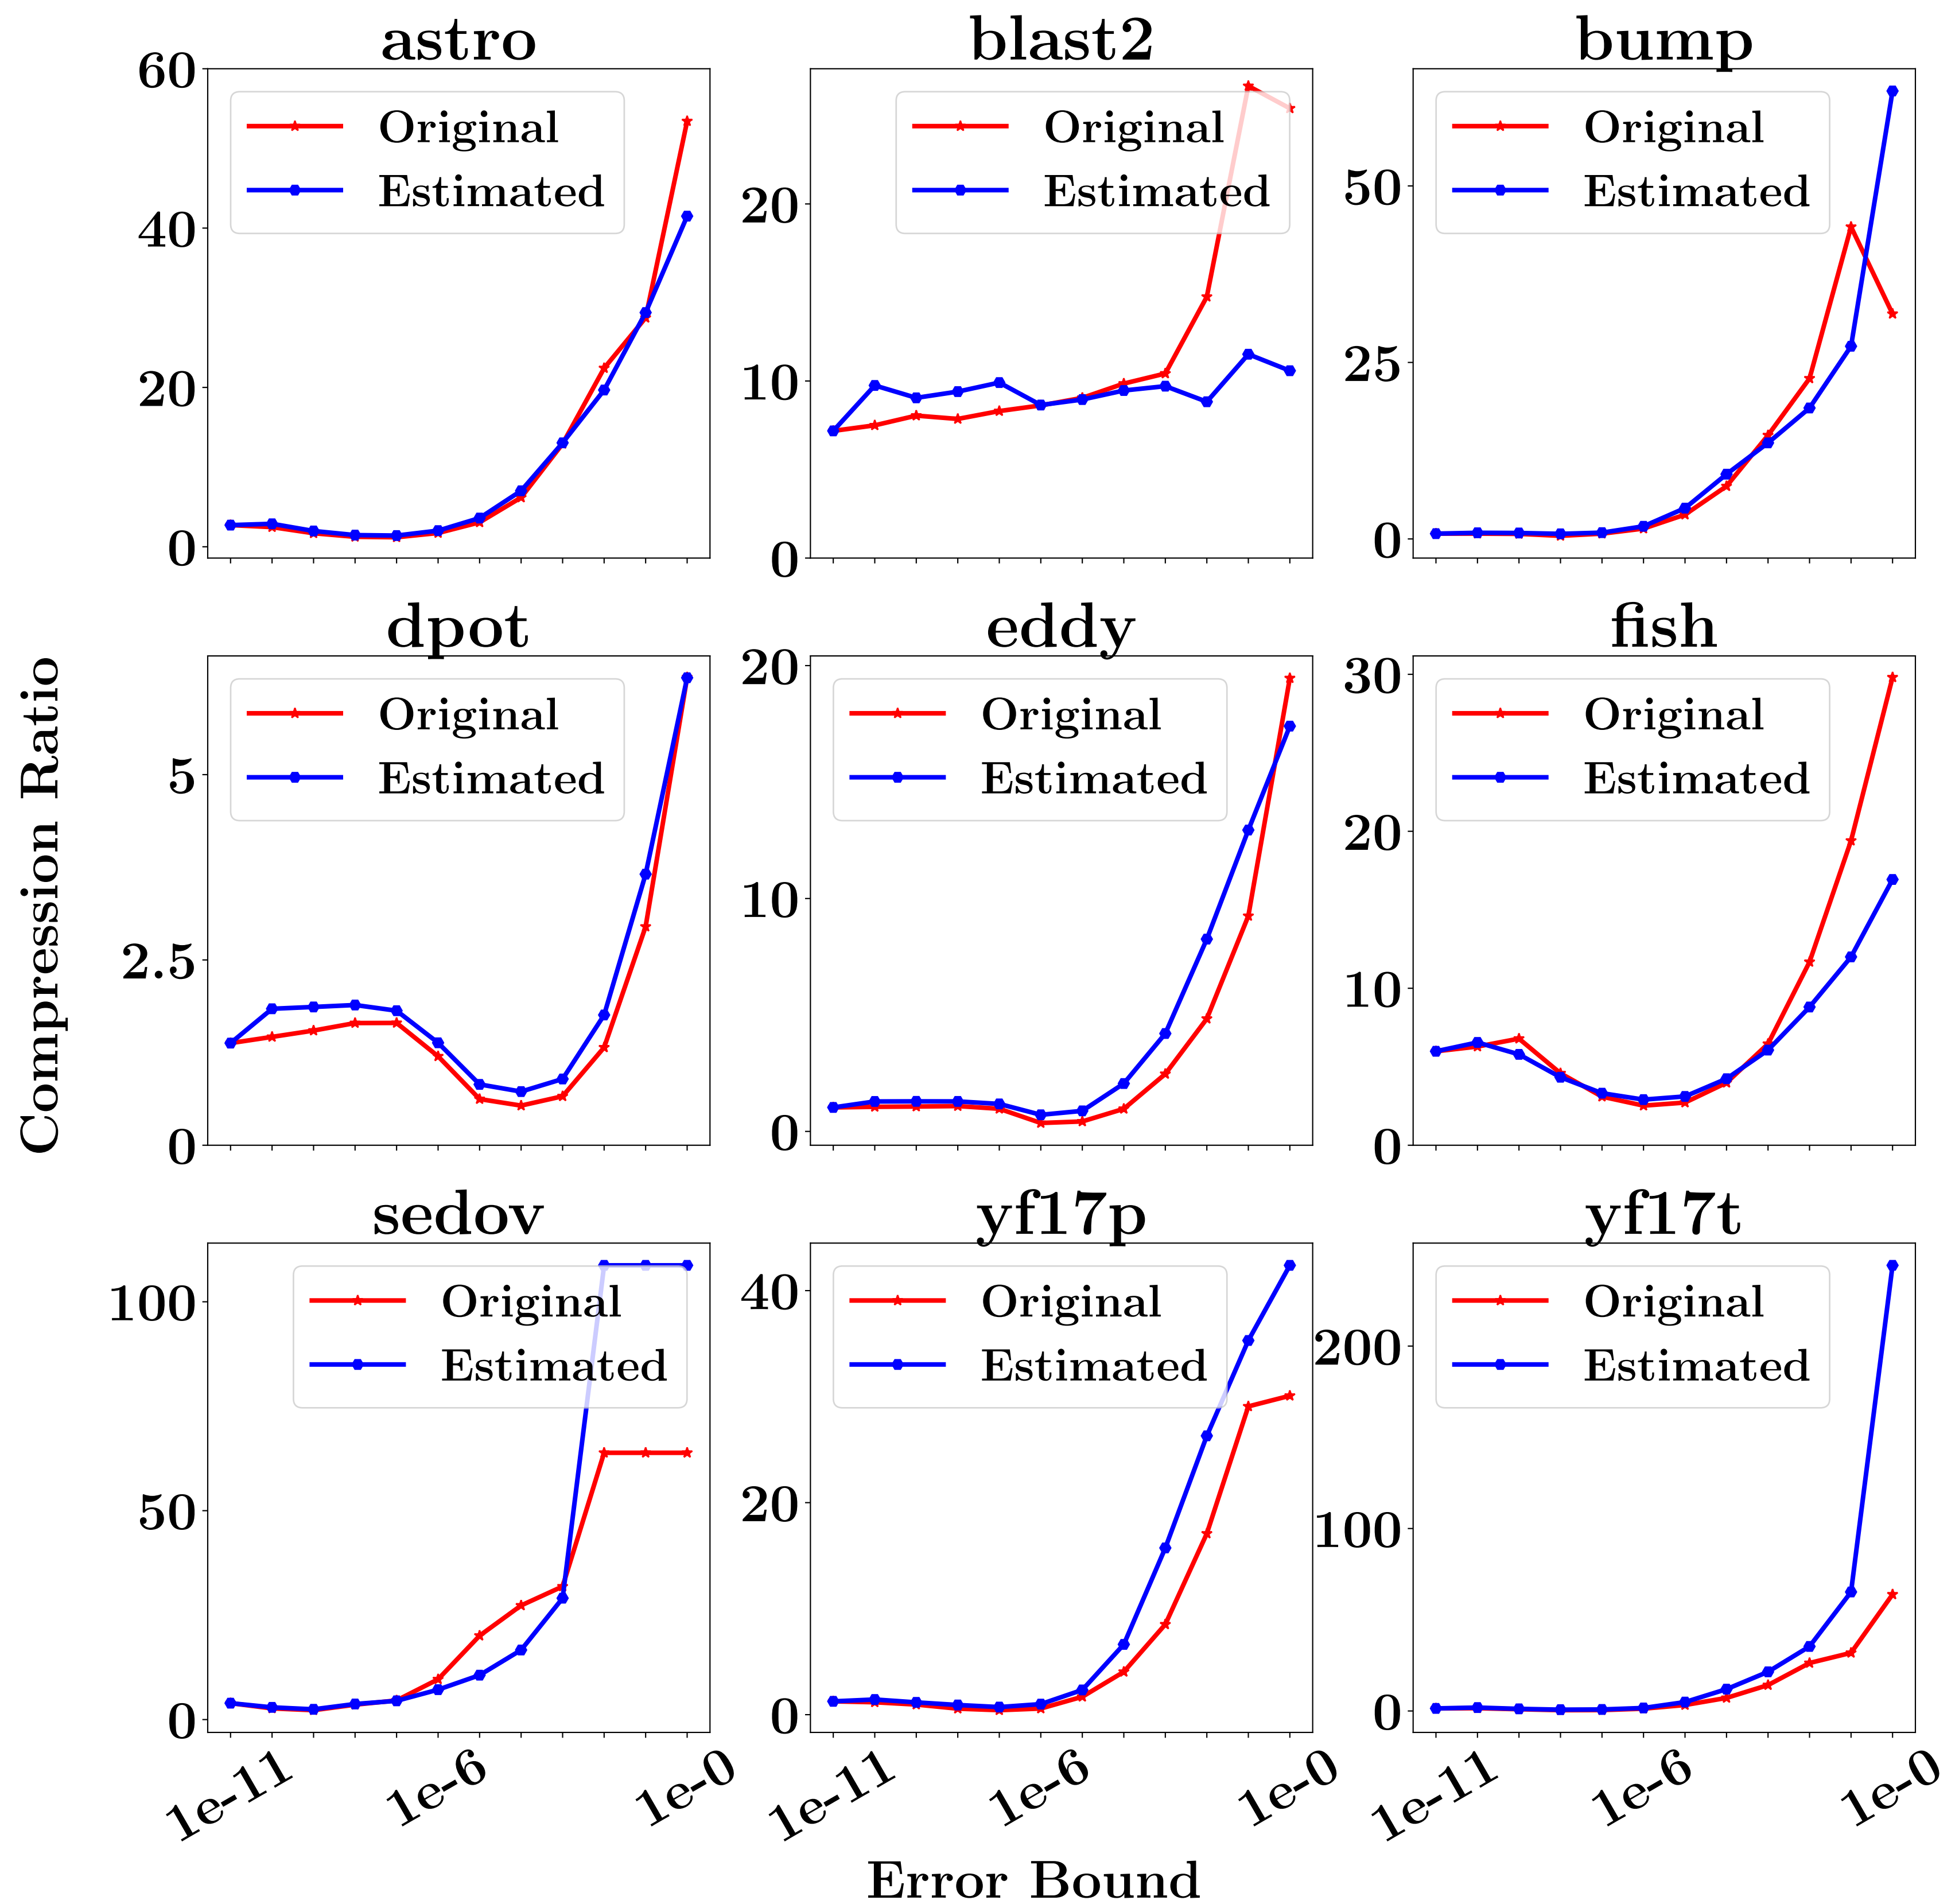 astro
60
40
20
0
Original
Estimated
blast2
20
10
0
Original
Estimated
bump
50
25
0
Original
Estimated
Compression Ratio
dpot
5
2.5
0
Original
Estimated
eddy
20
10
0
Original
Estimated
fish
30
20
10
0
Original
Estimated
sedov
100
50
0
Original
Estimated
1e-11
1e-6
1e-0
yf17p
40
20
0
Original
Estimated
1e-11
1e-6
1e-0
yf17t
200
100
0
Original
Estimated
1e-11
1e-6
1e-0
Error Bound